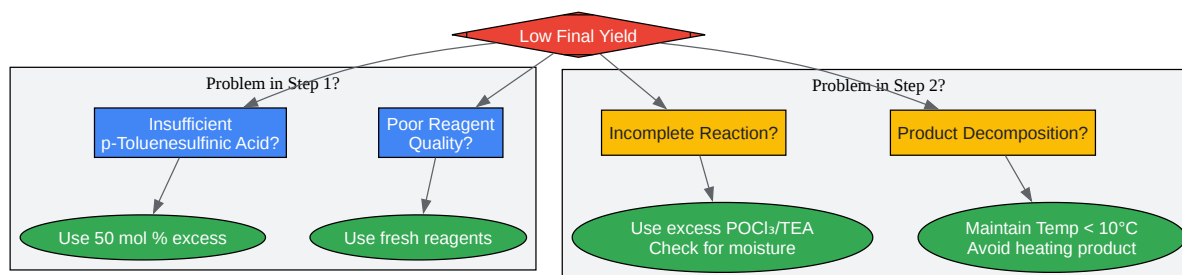 Low Final Yield
Problem in Step 1?
Problem in Step 2?
Insufficient
p-Toluenesulfinic Acid?
Poor Reagent
Quality?
Incomplete Reaction?
Product Decomposition?
Use 50 mol % excess
Use fresh reagents
Use excess POCl₃/TEA
Check for moisture
Maintain Temp < 10°C
Avoid heating product